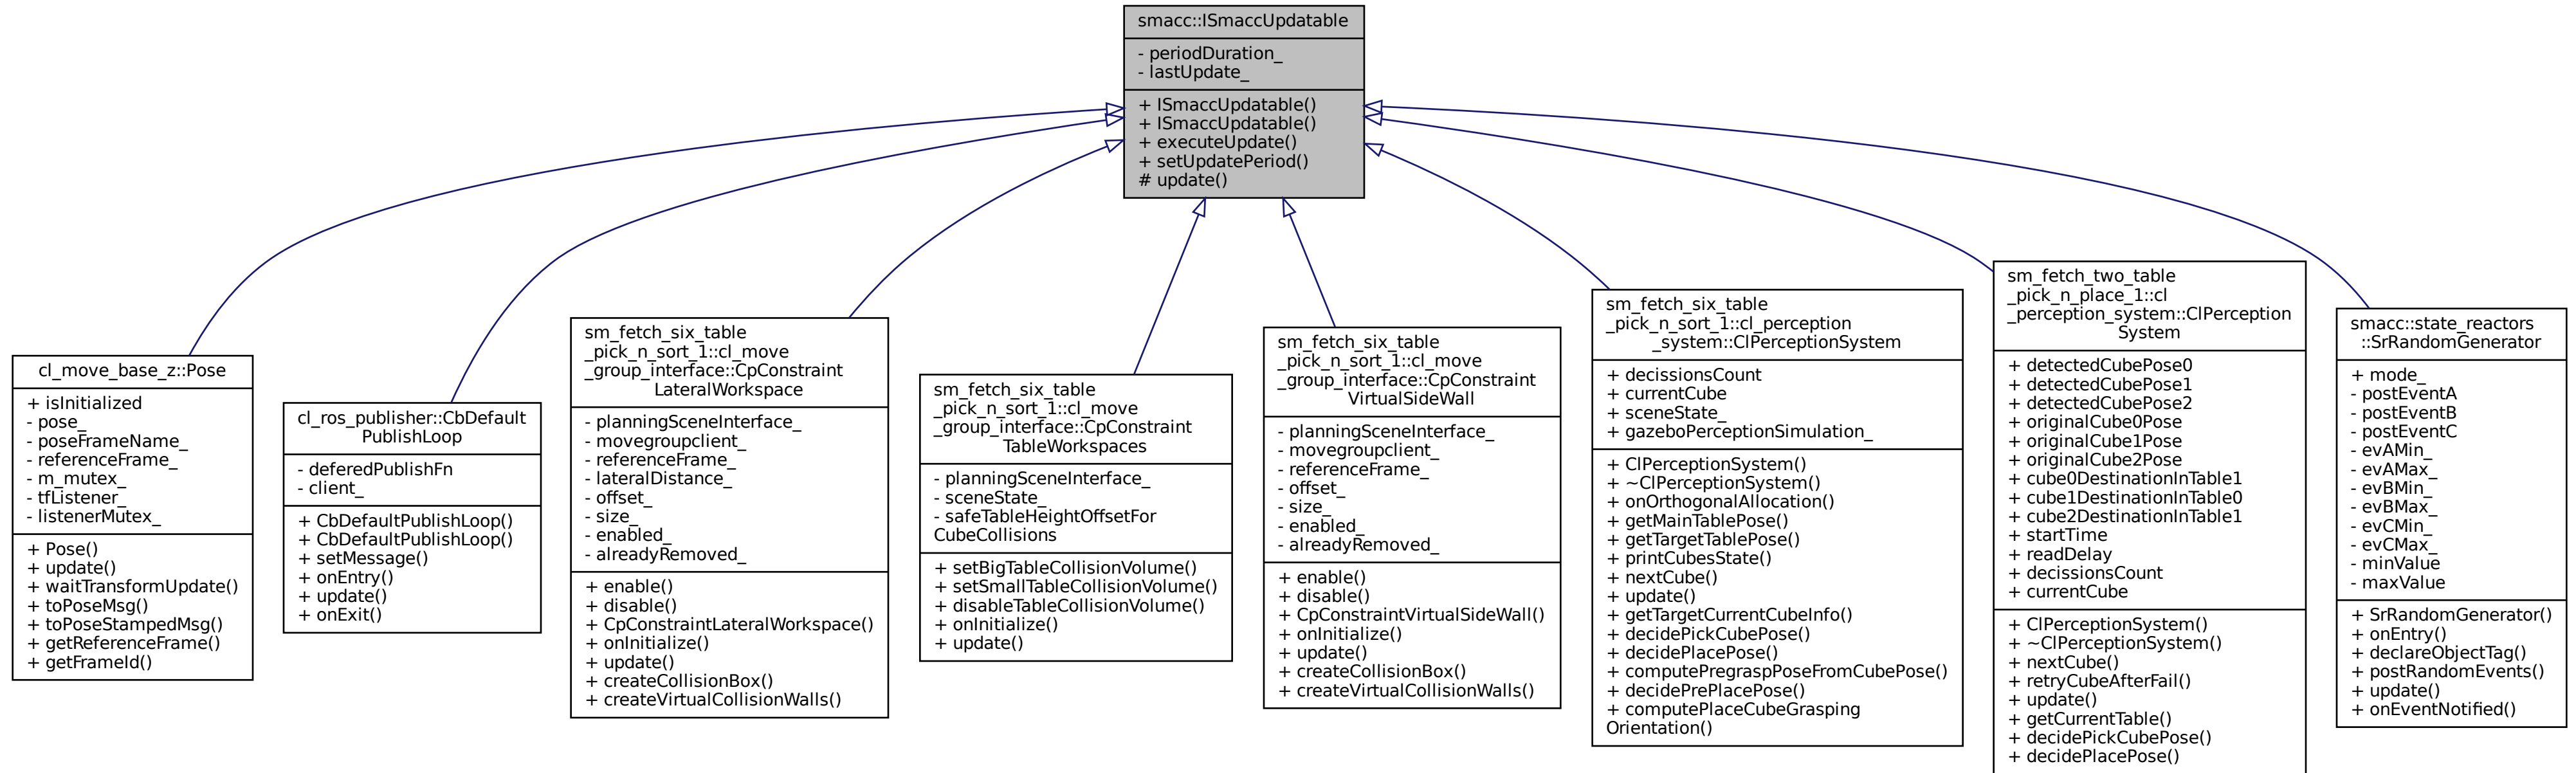 smacc::ISmaccUpdatable
- periodDuration_
- lastUpdate_
+ ISmaccUpdatable()
+ ISmaccUpdatable()
+ executeUpdate()
+ setUpdatePeriod()
# update()
cl_move_base_z::Pose
+ isInitialized
- pose_
- poseFrameName_
- referenceFrame_
- m_mutex_
- tfListener_
- listenerMutex_
+ Pose()
+ update()
+ waitTransformUpdate()
+ toPoseMsg()
+ toPoseStampedMsg()
+ getReferenceFrame()
+ getFrameId()
cl_ros_publisher::CbDefault
PublishLoop
- deferedPublishFn
- client_
+ CbDefaultPublishLoop()
+ CbDefaultPublishLoop()
+ setMessage()
+ onEntry()
+ update()
+ onExit()
sm_fetch_six_table
_pick_n_sort_1::cl_move
_group_interface::CpConstraint
LateralWorkspace
- planningSceneInterface_
- movegroupclient_
- referenceFrame_
- lateralDistance_
- offset_
- size_
- enabled_
- alreadyRemoved_
+ enable()
+ disable()
+ CpConstraintLateralWorkspace()
+ onInitialize()
+ update()
+ createCollisionBox()
+ createVirtualCollisionWalls()
sm_fetch_six_table
_pick_n_sort_1::cl_move
_group_interface::CpConstraint
TableWorkspaces
- planningSceneInterface_
- sceneState_
- safeTableHeightOffsetFor
CubeCollisions
+ setBigTableCollisionVolume()
+ setSmallTableCollisionVolume()
+ disableTableCollisionVolume()
+ onInitialize()
+ update()
sm_fetch_six_table
_pick_n_sort_1::cl_move
_group_interface::CpConstraint
VirtualSideWall
- planningSceneInterface_
- movegroupclient_
- referenceFrame_
- offset_
- size_
- enabled_
- alreadyRemoved_
+ enable()
+ disable()
+ CpConstraintVirtualSideWall()
+ onInitialize()
+ update()
+ createCollisionBox()
+ createVirtualCollisionWalls()
sm_fetch_six_table
_pick_n_sort_1::cl_perception
_system::ClPerceptionSystem
+ decissionsCount
+ currentCube
+ sceneState_
+ gazeboPerceptionSimulation_
+ ClPerceptionSystem()
+ ~ClPerceptionSystem()
+ onOrthogonalAllocation()
+ getMainTablePose()
+ getTargetTablePose()
+ printCubesState()
+ nextCube()
+ update()
+ getTargetCurrentCubeInfo()
+ decidePickCubePose()
+ decidePlacePose()
+ computePregraspPoseFromCubePose()
+ decidePrePlacePose()
+ computePlaceCubeGrasping
Orientation()
sm_fetch_two_table
_pick_n_place_1::cl
_perception_system::ClPerception
System
+ detectedCubePose0
+ detectedCubePose1
+ detectedCubePose2
+ originalCube0Pose
+ originalCube1Pose
+ originalCube2Pose
+ cube0DestinationInTable1
+ cube1DestinationInTable0
+ cube2DestinationInTable1
+ startTime
+ readDelay
+ decissionsCount
+ currentCube
+ ClPerceptionSystem()
+ ~ClPerceptionSystem()
+ nextCube()
+ retryCubeAfterFail()
+ update()
+ getCurrentTable()
+ decidePickCubePose()
+ decidePlacePose()
smacc::state_reactors
::SrRandomGenerator
+ mode_
- postEventA
- postEventB
- postEventC
- evAMin_
- evAMax_
- evBMin_
- evBMax_
- evCMin_
- evCMax_
- minValue
- maxValue
+ SrRandomGenerator()
+ onEntry()
+ declareObjectTag()
+ postRandomEvents()
+ update()
+ onEventNotified()